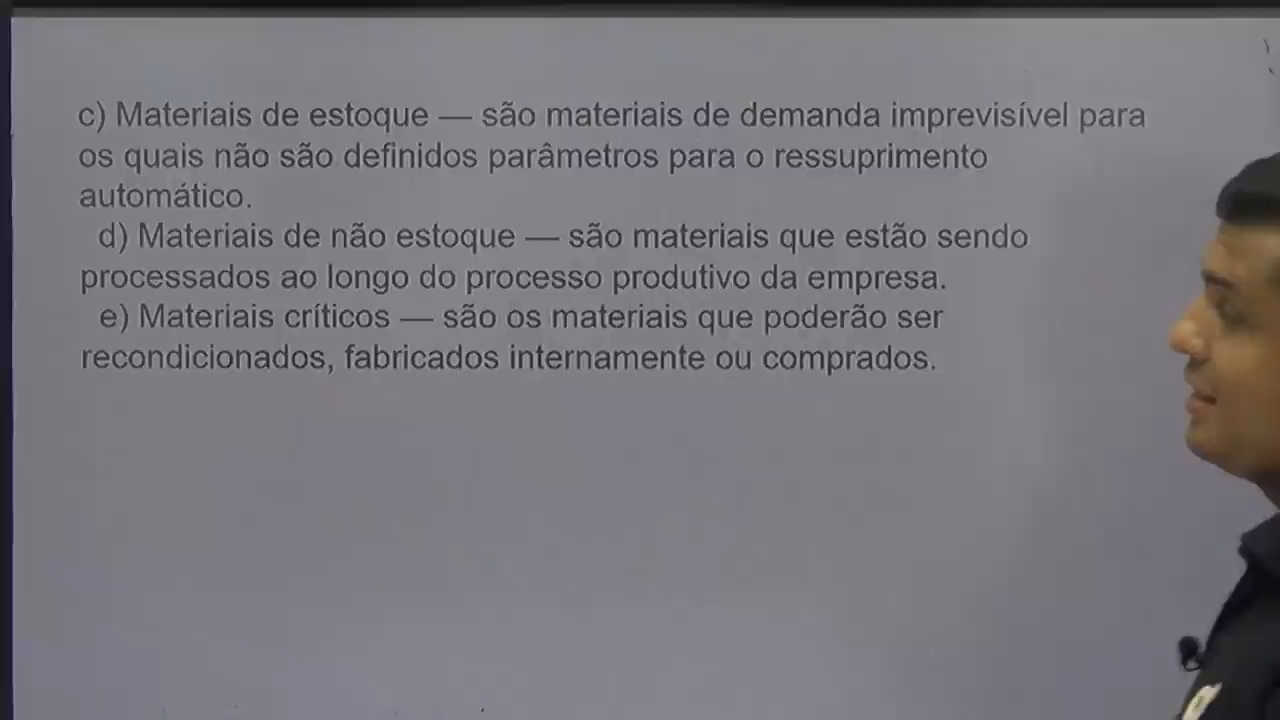 c) Materiais de estoque — são materiais de demanda imprevisível para
os quais não são definidos parâmetros para o ressuprimento
automático.
d) Materiais de não estoque — são materiais que estão sendo
processados ao longo do processo produtivo da empresa.
e) Materiais críticos — são os materiais que poderão ser
recondicionados, fabricados internamente ou comprados.